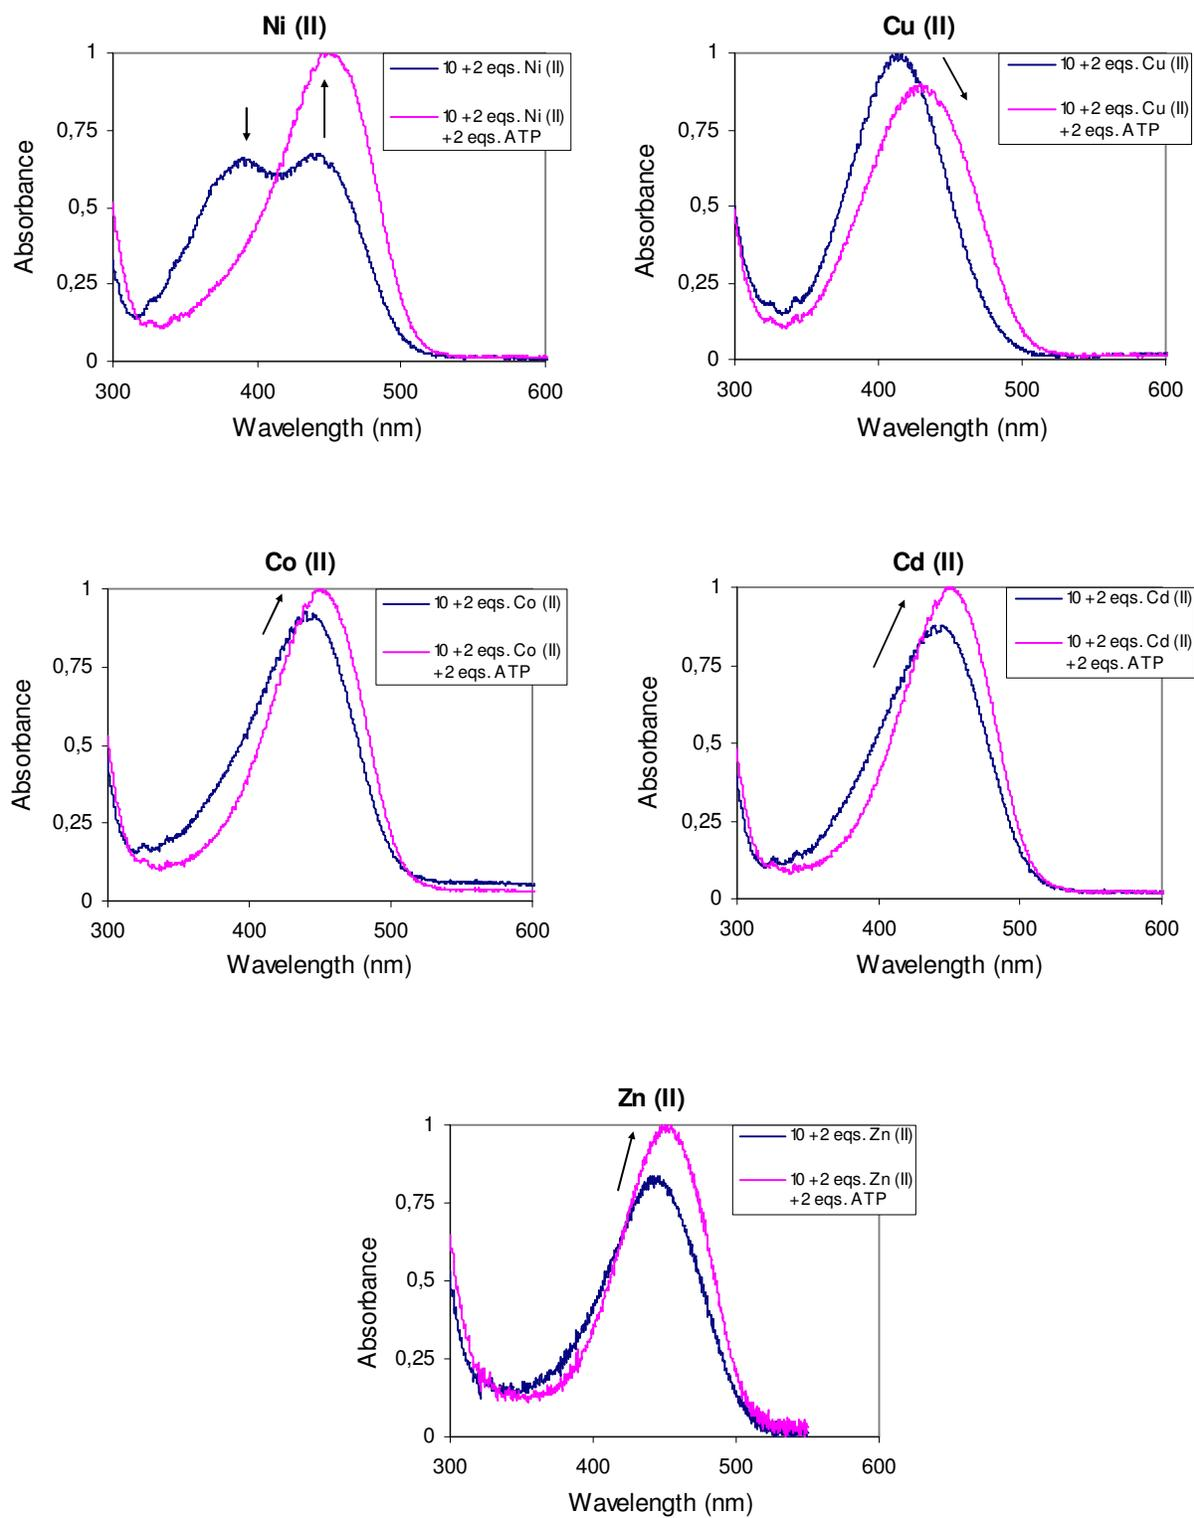 Ni (II)
1
0,75
0,5
0,25
0
300
400
500
600
Absorbance
Wavelength (nm)
10 +2 eqs. Ni (II)
10 +2 eqs. Ni (II)
+2 eqs. ATP
Cu (II)
1
0,75
0,5
0,25
0
300
400
500
600
Absorbance
Wavelength (nm)
10 +2 eqs. Cu (II)
10 +2 eqs. Cu (II)
+2 eqs. ATP
Co (II)
1
0,75
0,5
0,25
0
300
400
500
600
Absorbance
Wavelength (nm)
10 +2 eqs. Co (II)
10 +2 eqs. Co (II)
+2 eqs. ATP
Cd (II)
1
0,75
0,5
0,25
0
300
400
500
600
Absorbance
Wavelength (nm)
10 +2 eqs. Cd (II)
10 +2 eqs. Cd (II)
+2 eqs. ATP
Zn (II)
1
0,75
0,5
0,25
0
300
400
500
600
Absorbance
Wavelength (nm)
10 +2 eqs. Zn (II)
10 +2 eqs. Zn (II)
+2 eqs. ATP